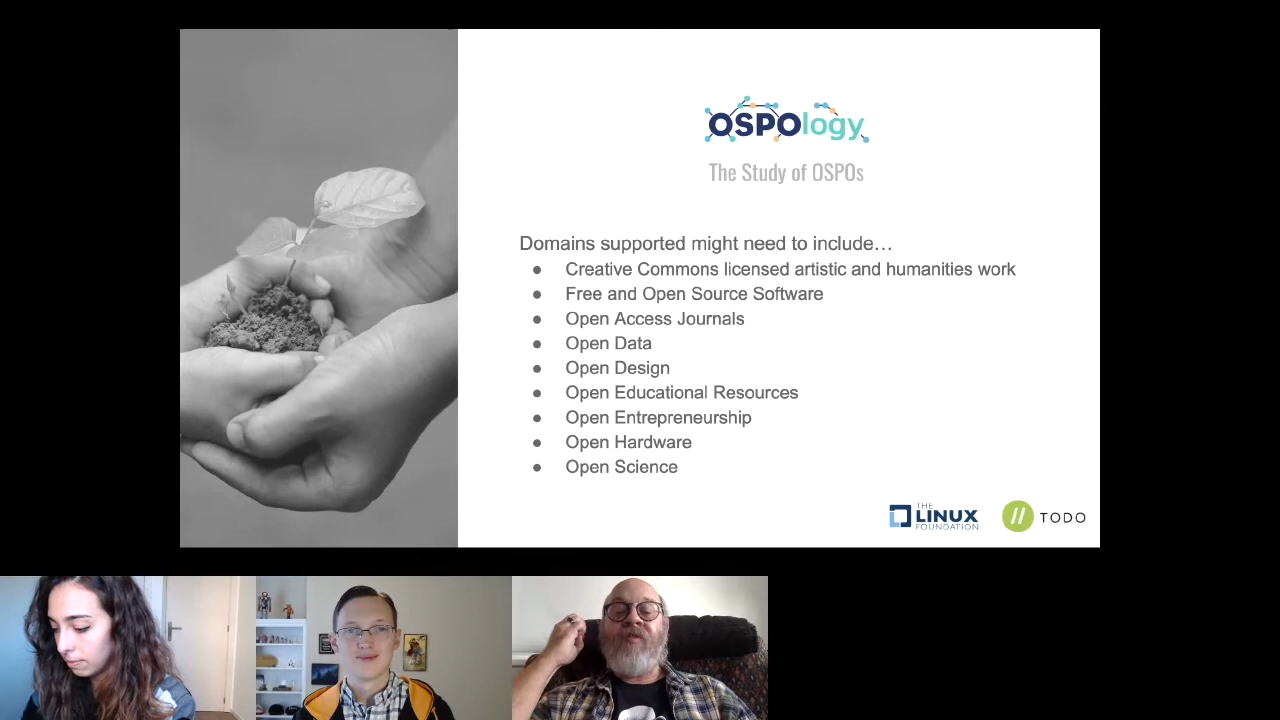 OSPOlogy
The Study of OSPOs
Domains supported might need to include…
● Creative Commons licensed artistic and humanities work
● Free and Open Source Software
● Open Access Journals
● Open Data
● Open Design
● Open Educational Resources
● Open Entrepreneurship
● Open Hardware
● Open Science
THE
LINUX
FOUNDATION
TODO